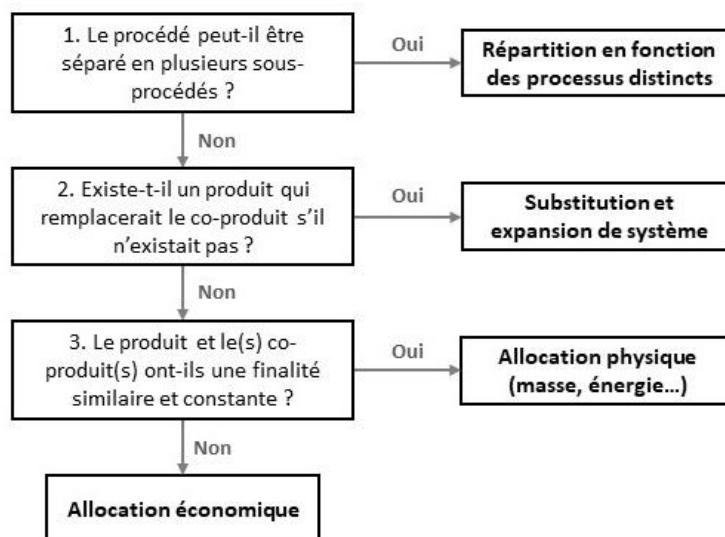 1. Le procédé peut-il être
séparé en plusieurs sous-
procédés ?
Oui
Répartition en fonction
des processus distincts
Non
2. Existe-t-il un produit qui
remplacerait le co-produit s’il
n’existait pas ?
Oui
Substitution et
expansion de système
Non
3. Le produit et le(s) co-
produit(s) ont-ils une finalité
similaire et constante ?
Oui
Allocation physique
(masse, énergie…)
Non
Allocation économique